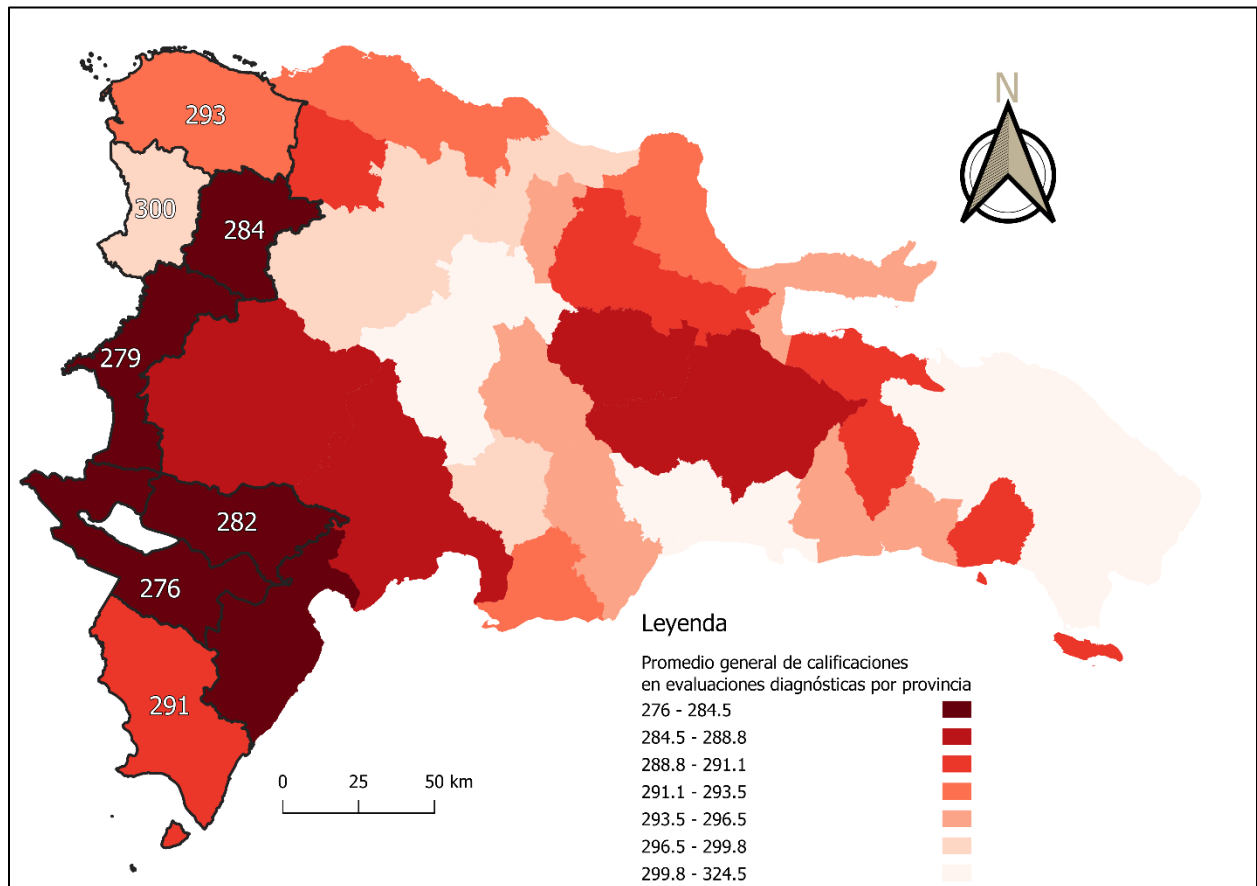 N
293
300
284
279
282
276
291
0 25 50 km
Leyenda
Promedio general de calificaciones
en evaluaciones diagnósticas por provincia
276 - 284.5
284.5 - 288.8
288.8 - 291.1
291.1 - 293.5
293.5 - 296.5
296.5 - 299.8
299.8 - 324.5